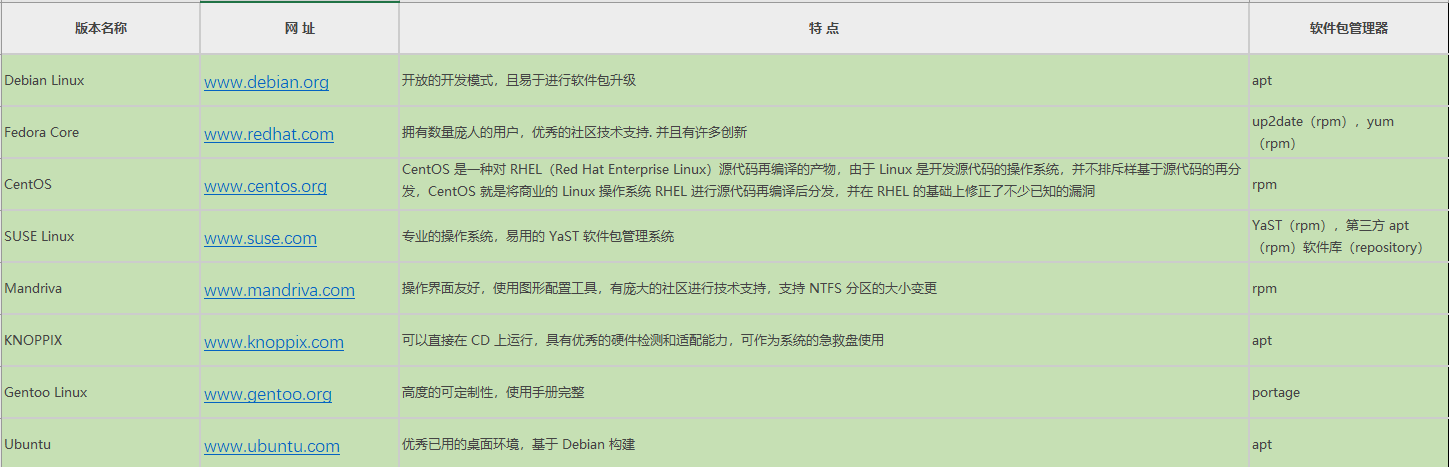 版本名称 网 址 特 点 软件包管理器
Debian Linux www.debian.org 开放的开发模式，且易于进行软件包升级 apt
Fedora Core www.redhat.com 拥有数量庞人的用户，优秀的社区技术支持. 并且有许多创新 up2date（rpm），yum
（rpm）
CentOS www.centos.org CentOS 是一种对 RHEL（Red Hat Enterprise Linux）源代码再编译的产物，由于 Linux 是开发源代码的操作系统，并不排斥样基于源代码的再分
发，CentOS 就是将商业的 Linux 操作系统 RHEL 进行源代码再编译后分发，并在 RHEL 的基础上修正了不少已知的漏洞 rpm
SUSE Linux www.suse.com 专业的操作系统，易用的 YaST 软件包管理系统 YaST（rpm），第三方 apt
（rpm）软件库（repository）
Mandriva www.mandriva.com 操作界面友好，使用图形配置工具，有庞大的社区进行技术支持，支持 NTFS 分区的大小变更 rpm
KNOPPIX www.knoppix.com 可以直接在 CD 上运行，具有优秀的硬件检测和适配能力，可作为系统的急救盘使用 apt
Gentoo Linux www.gentoo.org 高度的可定制性，使用手册完整 portage
Ubuntu www.ubuntu.com 优秀已用的桌面环境，基于 Debian 构建 apt